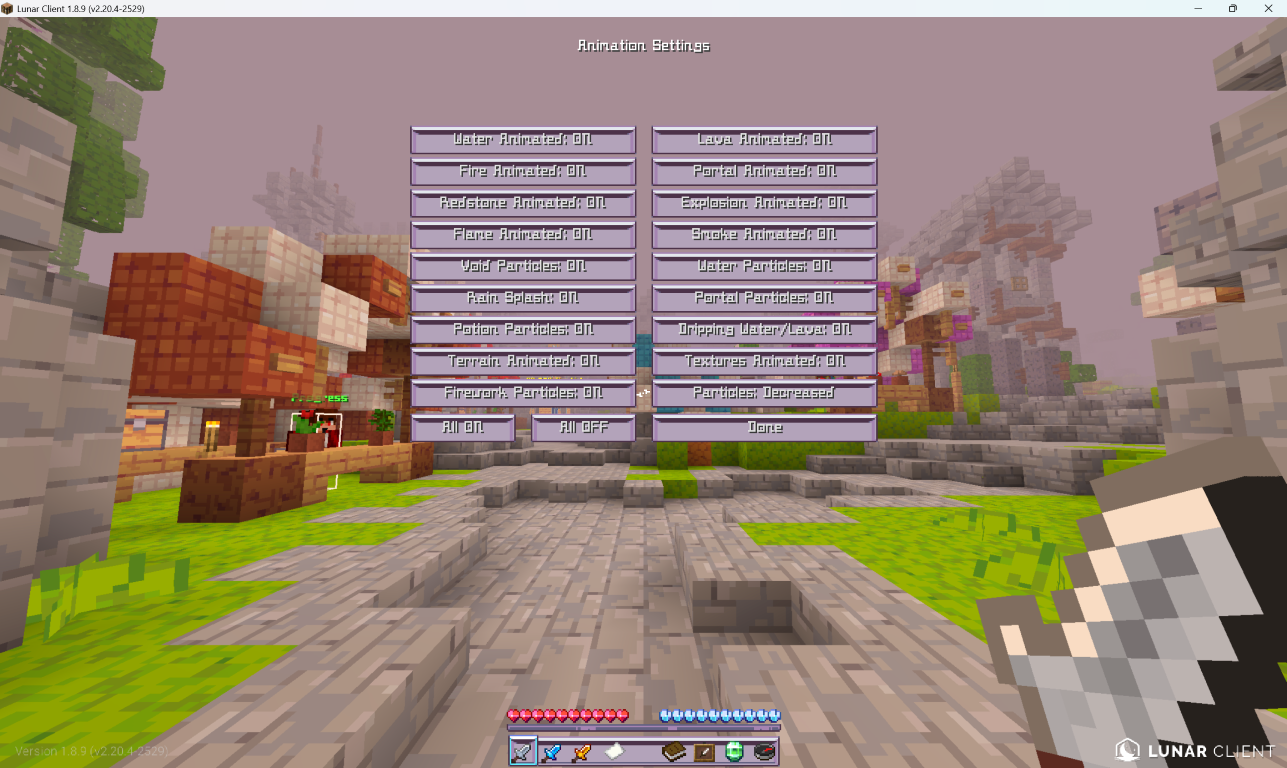 Lunar Client 1.8.9 (v2.20.4-2529)
Animation Settings
Water Animated: ON
Lava Animated: ON
Fire Animated: ON
Portal Animated: ON
Redstone Animated: ON
Explosion Animated: ON
Flame Animated: ON
Smoke Animated: ON
Void Particles: ON
Water Particles: ON
Rain Splash: ON
Portal Particles: ON
Potion Particles: ON
Dripping Water/Lava: ON
Terrain Animated: ON
Textures Animated: ON
Firework Particles: ON
Particles: Decreased
All ON
All OFF
Done
Version 1.8.9 (v2.20.4-2529)
LUNAR CLIENT